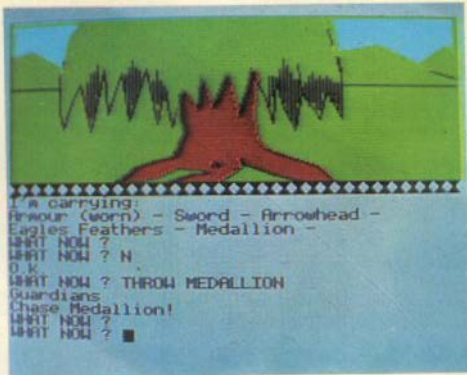 I'm carrying:
Armour (worn) - Sword - Arrowhead -
Eagles Feathers - Medallion -
WHAT NOW ?
WHAT NOW ? N
O.k
WHAT NOW ? THROW MEDALLION
Guardians
Chase Medallion!
WHAT NOW ?
WHAT NOW ?